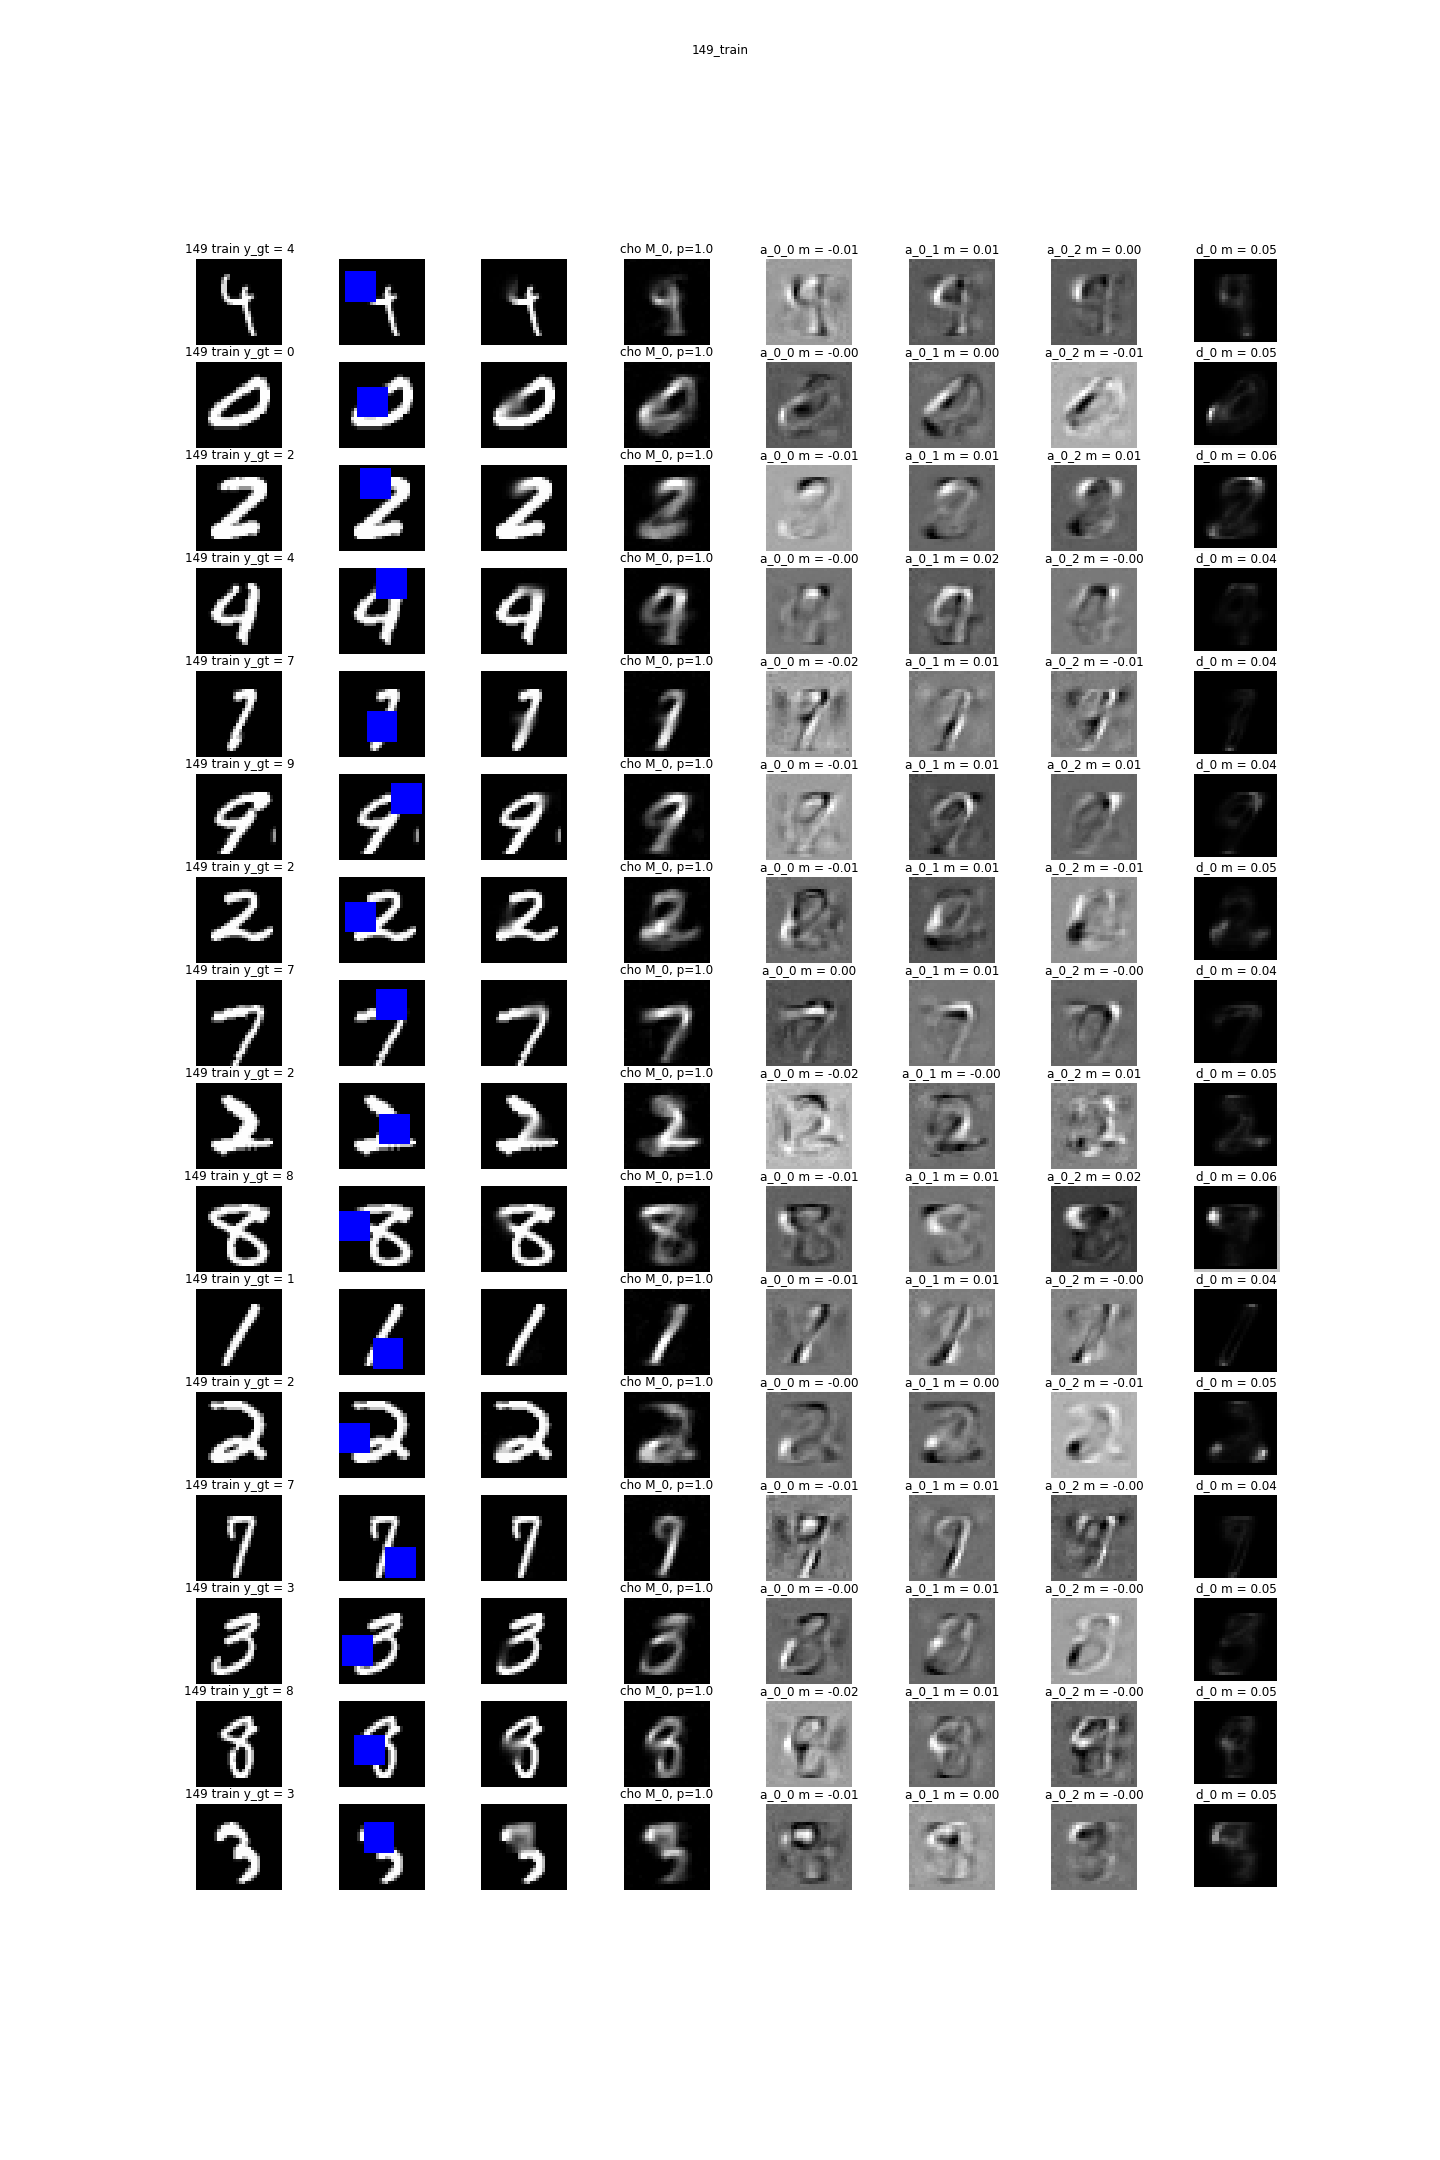 149_train
149 train y_gt = 4 cho M_0, p=1.0 a_0_0 m = -0.01 a_0_1 m = 0.01 a_0_2 m = 0.00 d_0 m = 0.05
149 train y_gt = 0 cho M_0, p=1.0 a_0_0 m = -0.00 a_0_1 m = 0.00 a_0_2 m = -0.01 d_0 m = 0.05
149 train y_gt = 2 cho M_0, p=1.0 a_0_0 m = -0.01 a_0_1 m = 0.01 a_0_2 m = 0.01 d_0 m = 0.06
149 train y_gt = 4 cho M_0, p=1.0 a_0_0 m = -0.00 a_0_1 m = 0.02 a_0_2 m = -0.00 d_0 m = 0.04
149 train y_gt = 7 cho M_0, p=1.0 a_0_0 m = -0.02 a_0_1 m = 0.01 a_0_2 m = -0.01 d_0 m = 0.04
149 train y_gt = 9 cho M_0, p=1.0 a_0_0 m = -0.01 a_0_1 m = 0.01 a_0_2 m = 0.01 d_0 m = 0.04
149 train y_gt = 2 cho M_0, p=1.0 a_0_0 m = -0.01 a_0_1 m = 0.01 a_0_2 m = -0.01 d_0 m = 0.05
149 train y_gt = 7 cho M_0, p=1.0 a_0_0 m = 0.00 a_0_1 m = 0.01 a_0_2 m = -0.00 d_0 m = 0.04
149 train y_gt = 2 cho M_0, p=1.0 a_0_0 m = -0.02 a_0_1 m = -0.00 a_0_2 m = 0.01 d_0 m = 0.05
149 train y_gt = 8 cho M_0, p=1.0 a_0_0 m = -0.01 a_0_1 m = 0.01 a_0_2 m = 0.02 d_0 m = 0.06
149 train y_gt = 1 cho M_0, p=1.0 a_0_0 m = -0.01 a_0_1 m = 0.01 a_0_2 m = -0.00 d_0 m = 0.04
149 train y_gt = 2 cho M_0, p=1.0 a_0_0 m = -0.00 a_0_1 m = 0.00 a_0_2 m = -0.01 d_0 m = 0.05
149 train y_gt = 7 cho M_0, p=1.0 a_0_0 m = -0.01 a_0_1 m = 0.01 a_0_2 m = -0.00 d_0 m = 0.04
149 train y_gt = 3 cho M_0, p=1.0 a_0_0 m = -0.00 a_0_1 m = 0.01 a_0_2 m = -0.00 d_0 m = 0.05
149 train y_gt = 8 cho M_0, p=1.0 a_0_0 m = -0.02 a_0_1 m = 0.01 a_0_2 m = -0.00 d_0 m = 0.05
149 train y_gt = 3 cho M_0, p=1.0 a_0_0 m = -0.01 a_0_1 m = 0.00 a_0_2 m = -0.00 d_0 m = 0.05